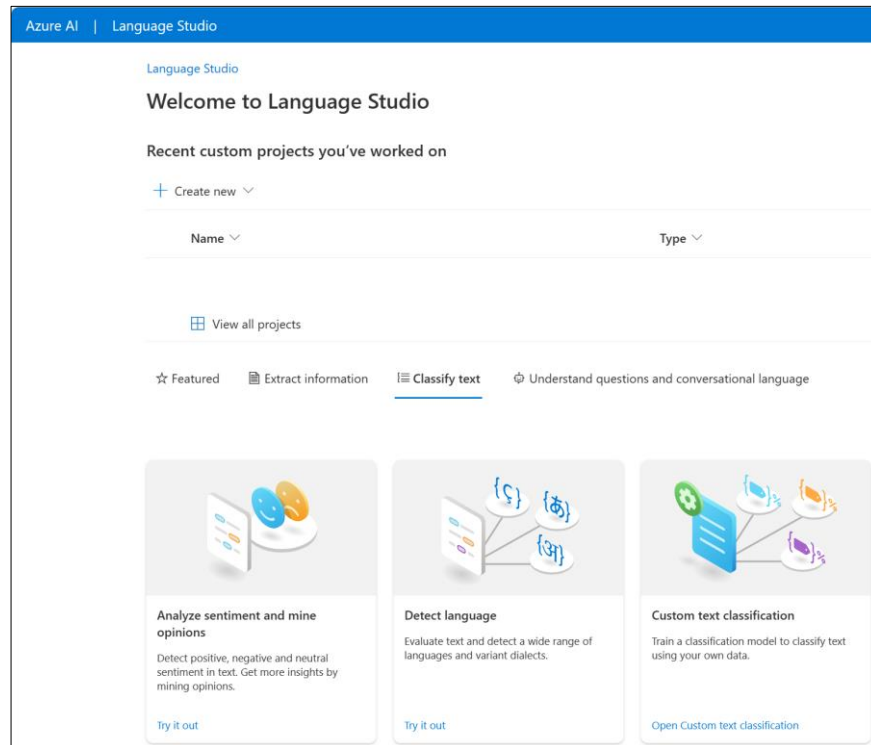 Azure AI | Language Studio
Language Studio
Welcome to Language Studio
Recent custom projects you've worked on
Create new
Name Type
View all projects
Featured Extract information Classify text Understand questions and conversational language
{ç} {あ}
{अ}
% %
%
Analyze sentiment and mine
opinions
Detect positive, negative and neutral
sentiment in text. Get more insights by
mining opinions.
Try it out
Detect language
Evaluate text and detect a wide range of
languages and variant dialects.
Try it out
Custom text classification
Train a classification model to classify text
using your own data.
Open Custom text classification